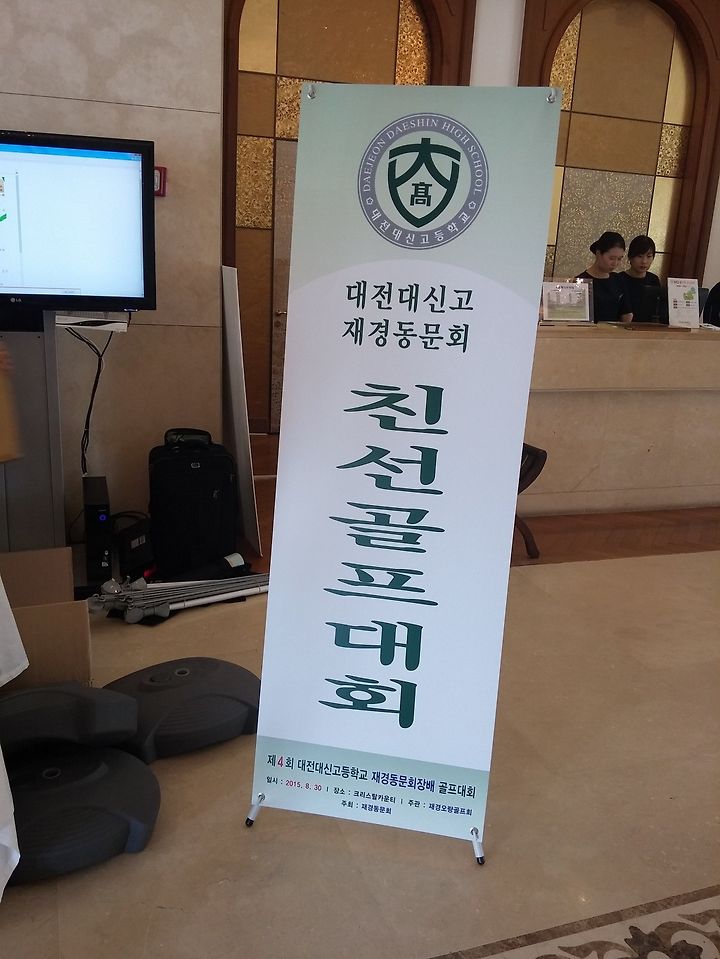 DAEJEON DAESHIN HIGH SCHOOL
大
高
대전대신고등학교
대전대신고
재경동문회
친선골프대회
제4회 대전대신고등학교 재경동문회장배 골프대회
일시 : 2015. 8. 30 | 장소 : 크리스탈카운티 | 주관 : 재경오량골프회
주최 : 재경동문회
LG